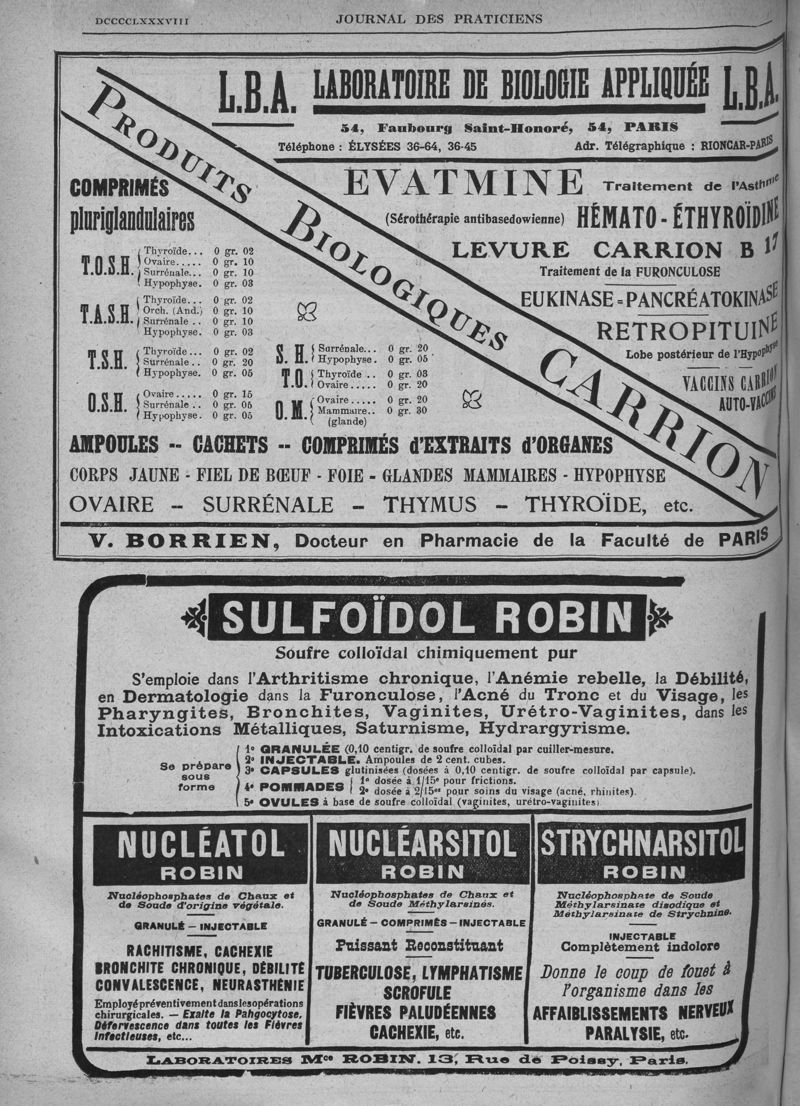 DCCCCLXXXVIII
JOURNAL DES PRATICIENS
L.B.A. LABORATOIRE DE BIOLOGIE APPLIQUÉE L.B.A.
54, Faubourg Saint-Honoré, 54, PARIS
Téléphone : ÉLYSÉES 36-64, 36-45 Adr. Télégraphique : RIONCAR-PARIS
PRODUITS BIOLOGIQUES CARRION
EVATMINE Traitement de l'Asthme
(Sérothérapie antibasedowienne) HÉMATO-ÉTHYROÏDINE
LEVURE CARRION B 17
Traitement de la FURONCULOSE
EUKINASE-PANCRÉATOKINASE
RETROPITUINE
Lobe postérieur de l'Hypophyse
VACCINS CARRION
AUTO-VACCINS
COMPRIMÉS
pluriglandulaires
T.O.S.H.
Thyroïde... 0 gr. 02
Ovaire..... 0 gr. 10
Surrénale... 0 gr. 10
Hypophyse. 0 gr. 03
T.A.S.H.
Thyroïde... 0 gr. 02
Orch. (And.) 0 gr. 10
Surrénale .. 0 gr. 10
Hypophyse. 0 gr. 03
T.S.H.
Thyroïde... 0 gr. 02
Surrénale .. 0 gr. 20
Hypophyse. 0 gr. 05
O.S.H.
Ovaire..... 0 gr. 15
Surrénale .. 0 gr. 05
Hypophyse. 0 gr. 05
S. H.
Surrénale... 0 gr. 20
Hypophyse. 0 gr. 05
T.O.
Thyroïde .. 0 gr. 03
Ovaire..... 0 gr. 20
O.M.
Ovaire..... 0 gr. 20
Mammaire.. 0 gr. 30
(glande)
AMPOULES -- CACHETS -- COMPRIMÉS d'EXTRAITS d'ORGANES
CORPS JAUNE - FIEL DE BŒUF - FOIE - GLANDES MAMMAIRES - HYPOPHYSE
OVAIRE — SURRÉNALE — THYMUS — THYROÏDE, etc.
V. BORRIEN, Docteur en Pharmacie de la Faculté de PARIS
SULFOÏDOL ROBIN
Soufre colloïdal chimiquement pur
S'emploie dans l'Arthritisme chronique, l'Anémie rebelle, la Débilité,
en Dermatologie dans la Furonculose, l'Acné du Tronc et du Visage, les
Pharyngites, Bronchites, Vaginites, Urétro-Vaginites, dans les
Intoxications Métalliques, Saturnisme, Hydrargyrisme.
Se prépare
sous
forme
1º GRANULÉE (0,10 centigr. de soufre colloïdal par cuiller-mesure.
2º INJECTABLE. Ampoules de 2 cent. cubes.
3º CAPSULES glutinisées (dosées à 0,10 centigr. de soufre colloïdal par capsule).
4º POMMADES
1º dosée à 1/15e pour frictions.
2º dosée à 2/15es pour soins du visage (acné, rhinites).
5º OVULES à base de soufre colloïdal (vaginites, urétro-vaginites).
NUCLÉATOL
ROBIN
Nucléophosphates de Chaux et
de Soude d'origine végétale.
GRANULÉ — INJECTABLE
RACHITISME, CACHEXIE
BRONCHITE CHRONIQUE, DÉBILITÉ
CONVALESCENCE, NEURASTHÉNIE
Employé préventivement dans les opérations
chirurgicales. — Exalte la Pahgocytose.
Défervescence dans toutes les Fièvres
infectieuses, etc...
NUCLÉARSITOL
ROBIN
Nucléophosphates de Chaux et
de Soude Méthylarsinés.
GRANULÉ—COMPRIMÉS—INJECTABLE
Puissant Reconstituant
TUBERCULOSE, LYMPHATISME
SCROFULE
FIÈVRES PALUDÉENNES
CACHEXIE, etc.
STRYCHNARSITOL
ROBIN
Nucléophosphate de Soude
Méthylarsinate disodique et
Méthylarsinate de Strychnine.
INJECTABLE
Complètement indolore
Donne le coup de fouet à
l'organisme dans les
AFFAIBLISSEMENTS NERVEUX
PARALYSIE, etc.
LABORATOIRES Mce ROBIN. 13, Rue de Poissy, Paris.